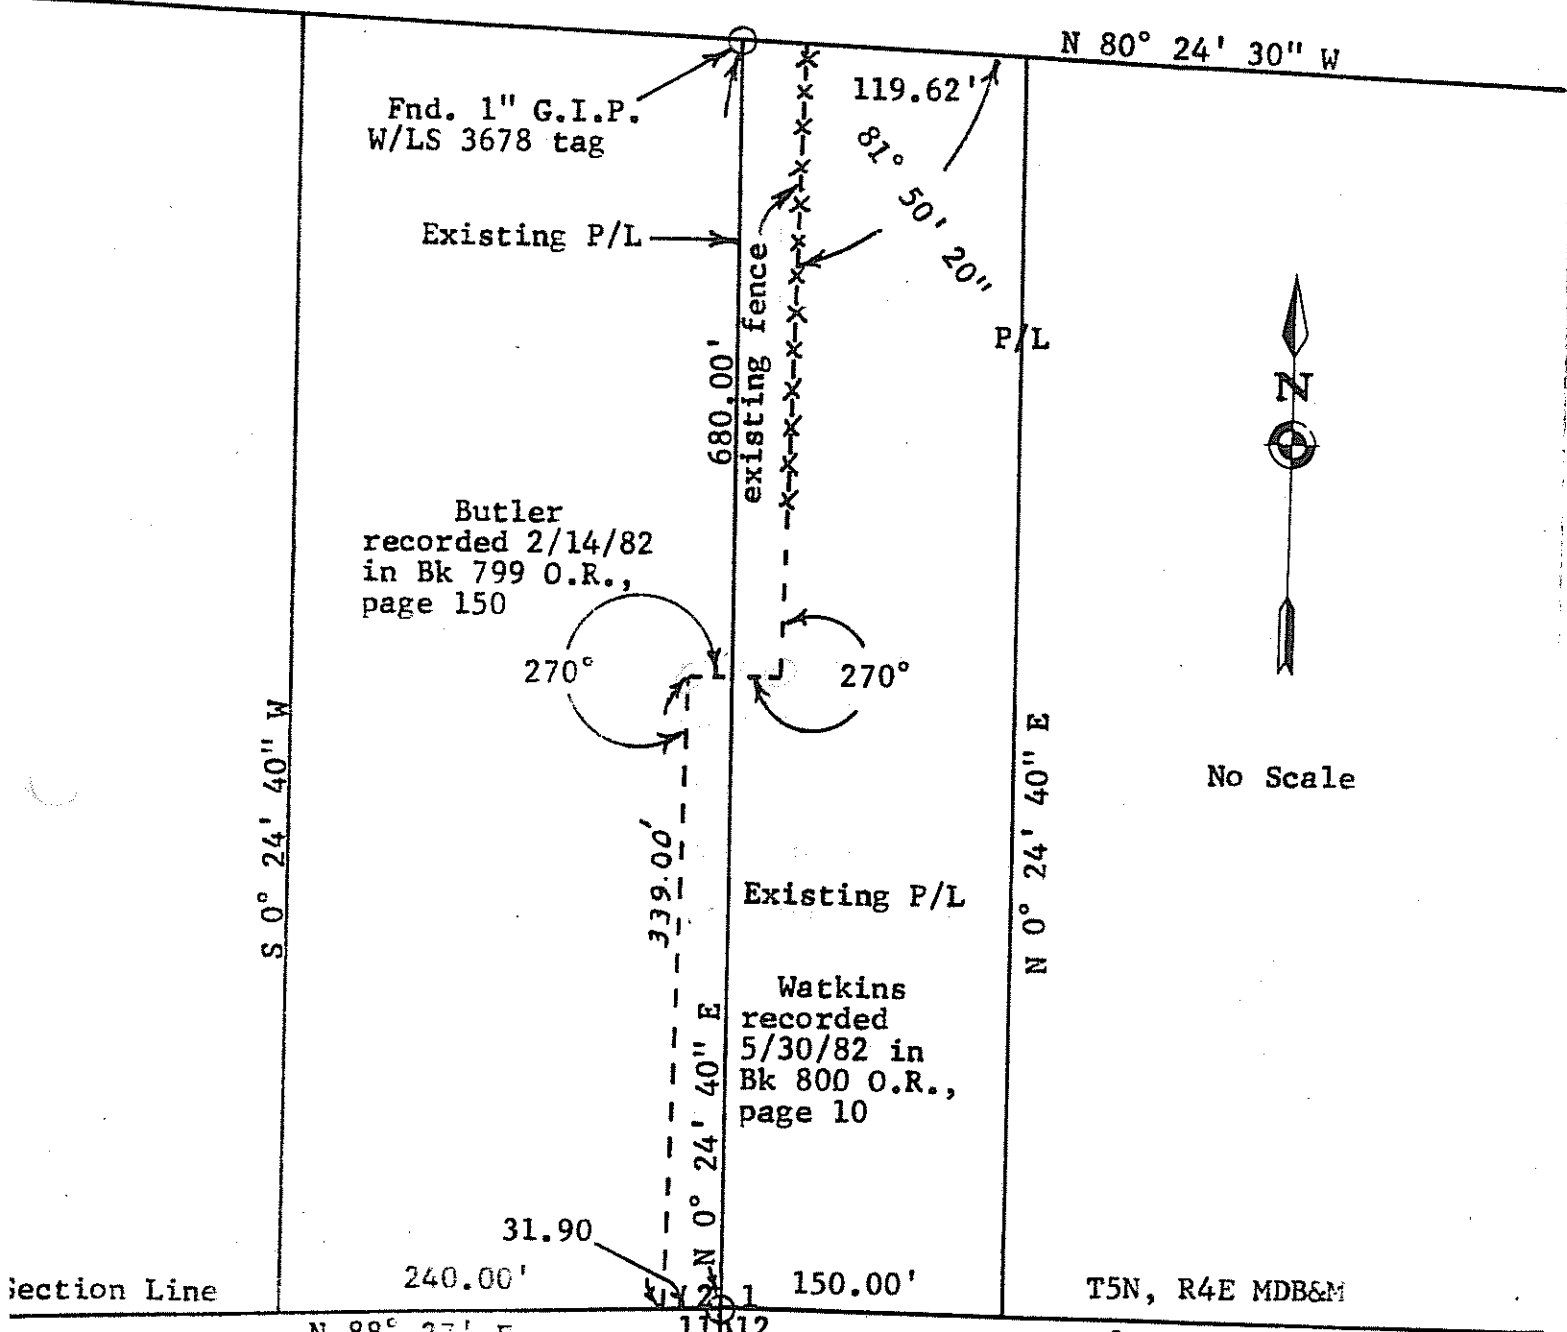 N 80° 24' 30" W
119.62'
Fnd. 1" G.I.P.
W/LS 3678 tag
81° 50' 20"
Existing P/L
existing fence
680.00'
P/L
N
Butler
recorded 2/14/82
in Bk 799 O.R.,
page 150
270°
270°
S 0° 24' 40" W
N 0° 24' 40" E
No Scale
339.00'
Existing P/L
Watkins
recorded
5/30/82 in
Bk 800 O.R.,
page 10
N 0° 24' 40" E
31.90
Section Line
240.00'
2 1
150.00'
T5N, R4E MDB&M
11 12